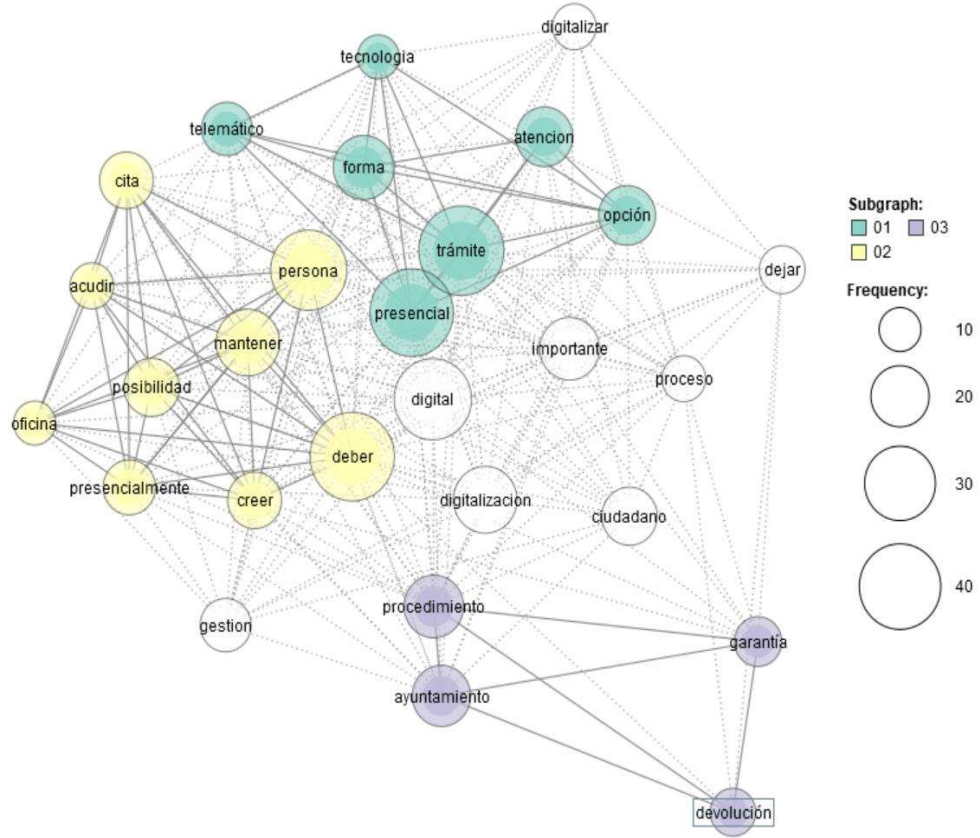 digitalizar
tecnologia
telemático
atencion
forma
cita
opción
trámite
persona
dejar
acudir
presencial
mantener
importante
proceso
posibilidad
digital
oficina
deber
presencialmente
creer
digitalizacion
ciudadano
procedimiento
gestion
garantía
ayuntamiento
devolución
Subgraph:
01 03
02
Frequency:
10
20
30
40